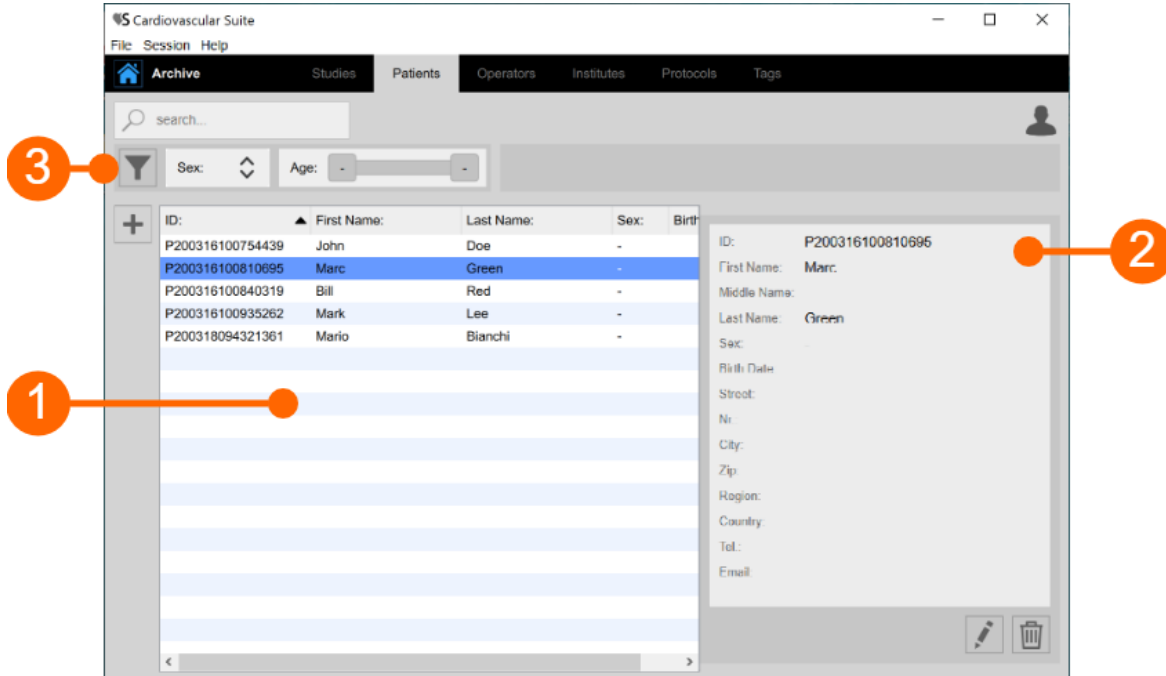 S Cardiovascular Suite
File Session Help
Archive Studies Patients Operators Institutes Protocols Tags
search...
3
Sex: Age: - -
ID: First Name: Last Name: Sex: Birth
P200316100754439 John Doe -
P200316100810695 Marc Green -
P200316100840319 Bill Red -
P200316100935262 Mark Lee -
P200318094321361 Mario Bianchi -
1
2
ID: P200316100810695
First Name: Marc
Middle Name:
Last Name: Green
Sex: -
Birth Date
Street:
Nr.
City:
Zip:
Region:
Country:
Tel.:
Email